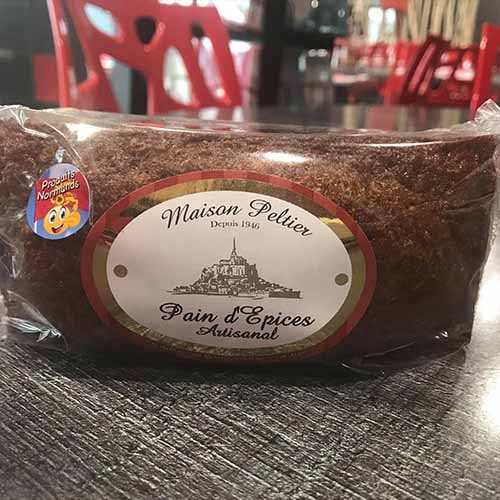 Produits
Normands
Maison Peltier
Depuis 1946
Pain d'Epices
Artisanal